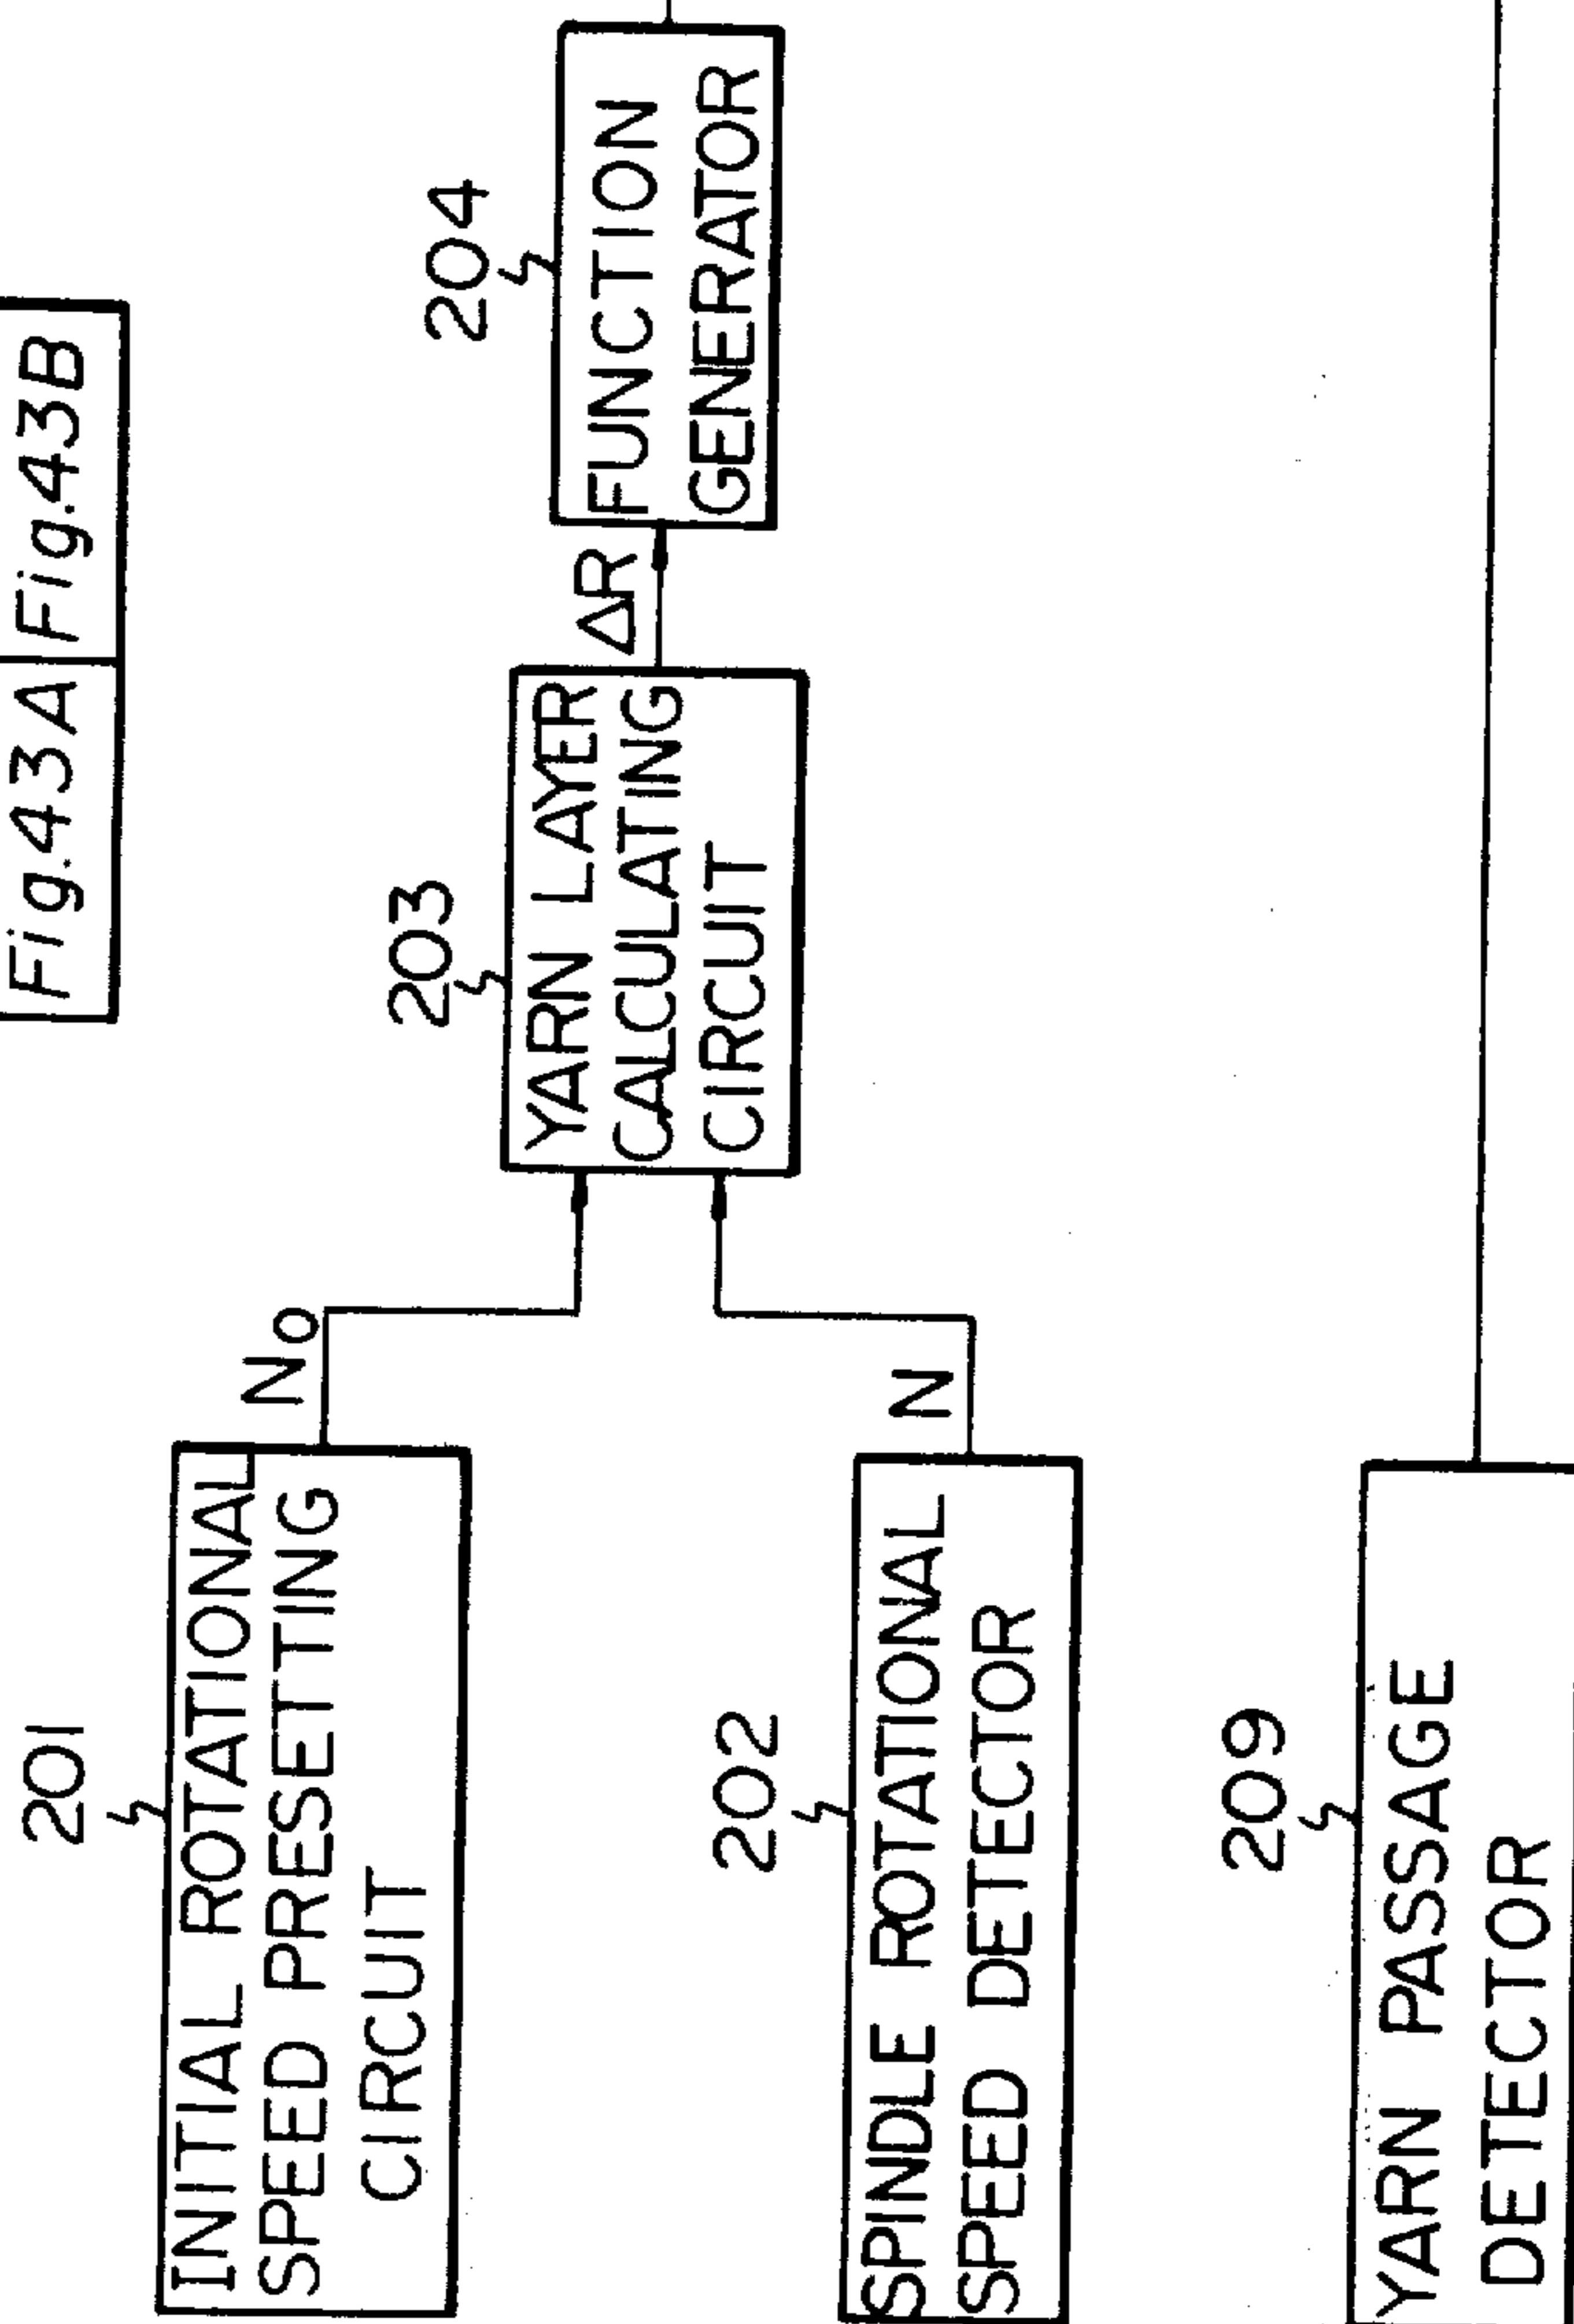 Fig.43A Fig.43B
201
INITIAL ROTATIONAL
SPEED PRESETTING
CIRCUIT
No
202
SPINDLE ROTATIONAL
SPEED DETECTOR
N
203
YARN LAYER
CALCULATING
CIRCUIT
ΔR
204
FUNCTION
GENERATOR
209
YARN PASSAGE
DETECTOR